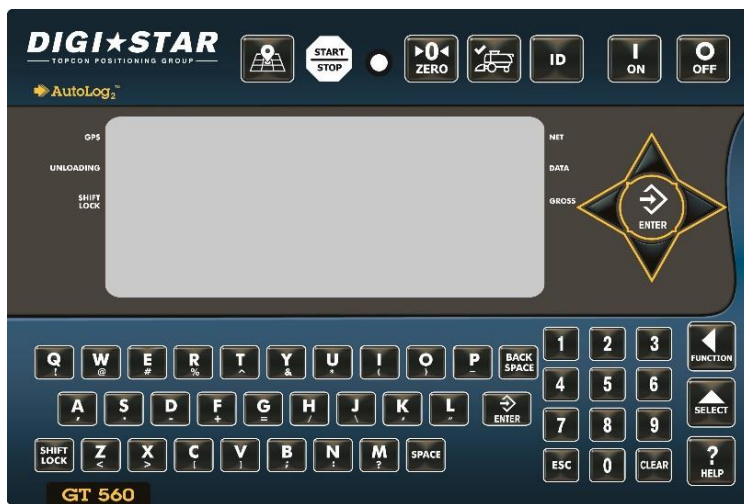 DIGI★STAR
TOPCON POSITIONING GROUP
AutoLog2™
START
STOP
▶0◀
ZERO
ID
I
ON
O
OFF
GPS
UNLOADING
SHIFT
LOCK
NET
DATA
GROSS
ENTER
Q W E R T Y U I O P BACK
! @ # % ^ & * ( ) _ SPACE
A S D F G H J K L
, . - + = / \ ' " ENTER
SHIFT Z X C V B N M SPACE
LOCK < > [ ] ; : ?
1 2 3
FUNCTION
4 5 6
SELECT
7 8 9
ESC 0 CLEAR
?
HELP
GT 560